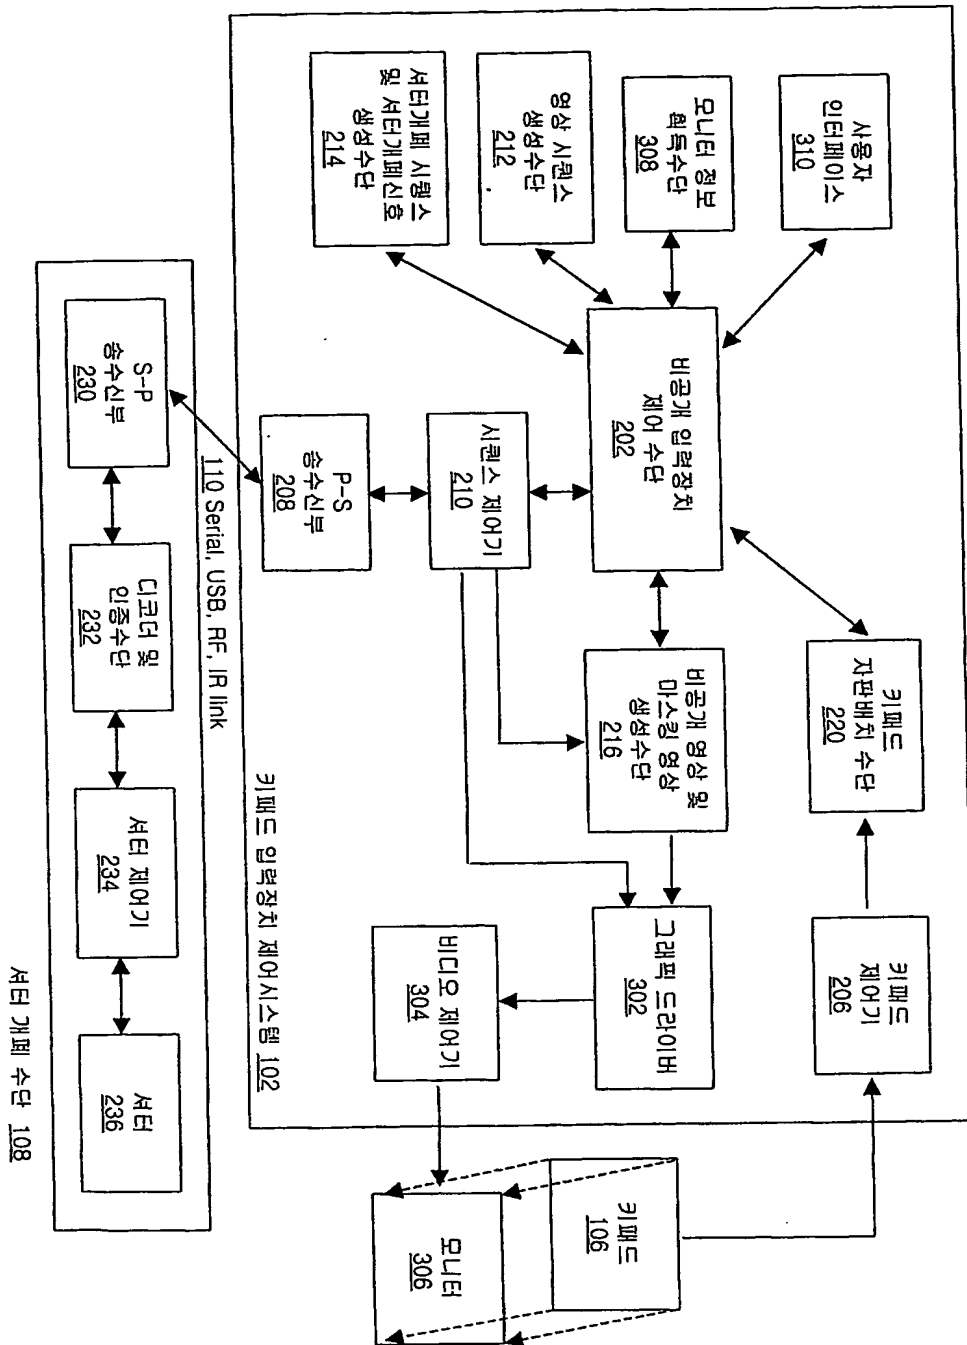 사용자
인터페이스
310
키패드
자판배치 수단
220
키패드
제어기
206
모니터 정보
획득수단
308
비공개 입력장치
제어 수단
202
비공개 영상 및
마스킹 영상
생성수단
216
그래픽 드라이버
302
키패드
106
영상 시퀀스
생성수단
212
시퀀스 제어기
210
비디오 제어기
304
모니터
306
셔터개폐 시퀀스
및 셔터개폐신호
생성수단
214
P-S
송수신부
208
키패드 입력장치 제어시스템 102
110 Serial, USB, RF, IR link
S-P
송수신부
230
디코더 및
인증수단
232
셔터 제어기
234
셔터
236
셔터 개폐 수단 108